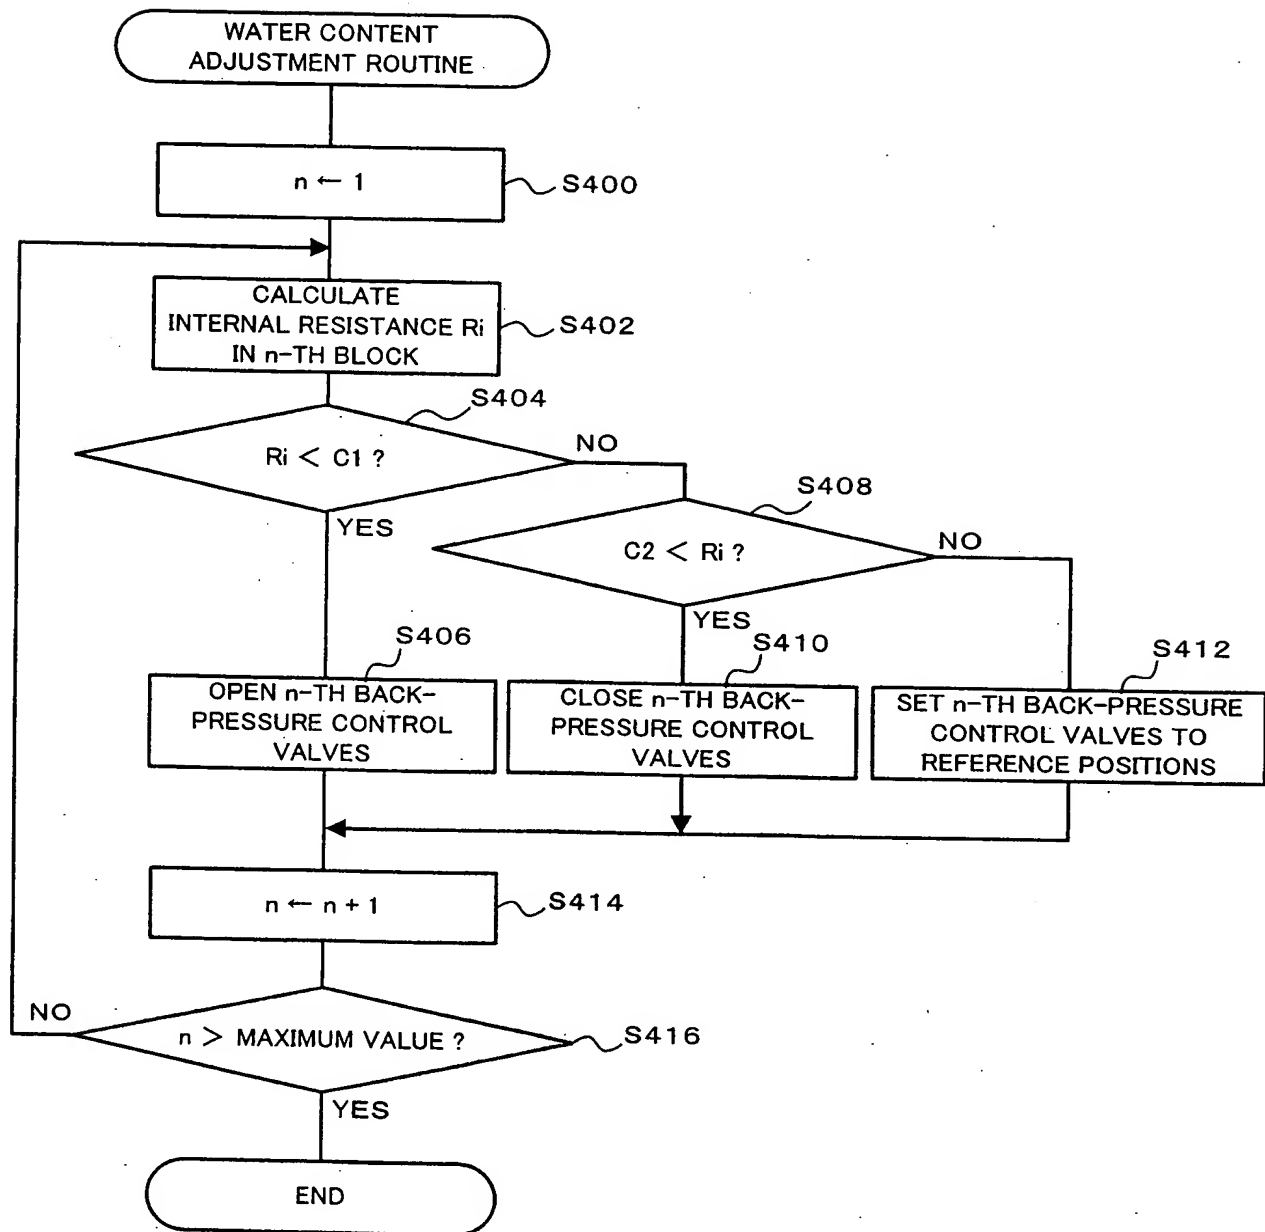 WATER CONTENT
ADJUSTMENT ROUTINE
n ← 1
S400
CALCULATE
INTERNAL RESISTANCE Ri
IN n-TH BLOCK
S402
S404
Ri < C1 ?
NO
YES
S408
C2 < Ri ?
NO
YES
S406
OPEN n-TH BACK-
PRESSURE CONTROL
VALVES
S410
CLOSE n-TH BACK-
PRESSURE CONTROL
VALVES
S412
SET n-TH BACK-PRESSURE
CONTROL VALVES TO
REFERENCE POSITIONS
n ← n + 1
S414
NO
n > MAXIMUM VALUE ?
S416
YES
END